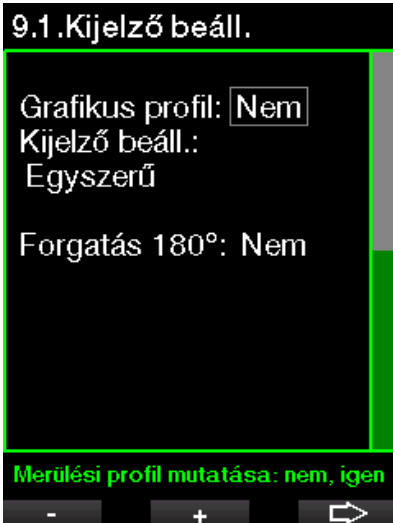 9.1.Kijelző beáll.
Grafikus profil: Nem
Kijelző beáll.:
Egyszerű
Forgatás 180°: Nem
Merülési profil mutatása: nem, igen
- + ⇨